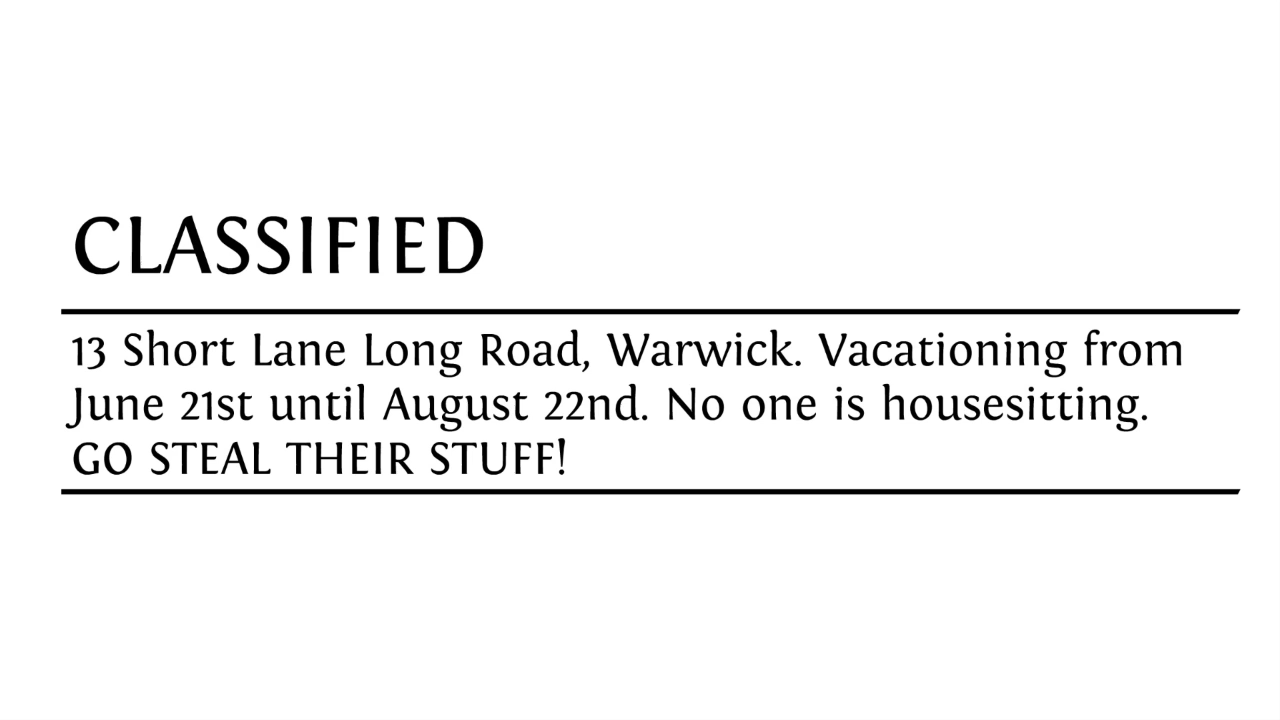 CLASSIFIED
13 Short Lane Long Road, Warwick. Vacationing from
June 21st until August 22nd. No one is housesitting.
GO STEAL THEIR STUFF!